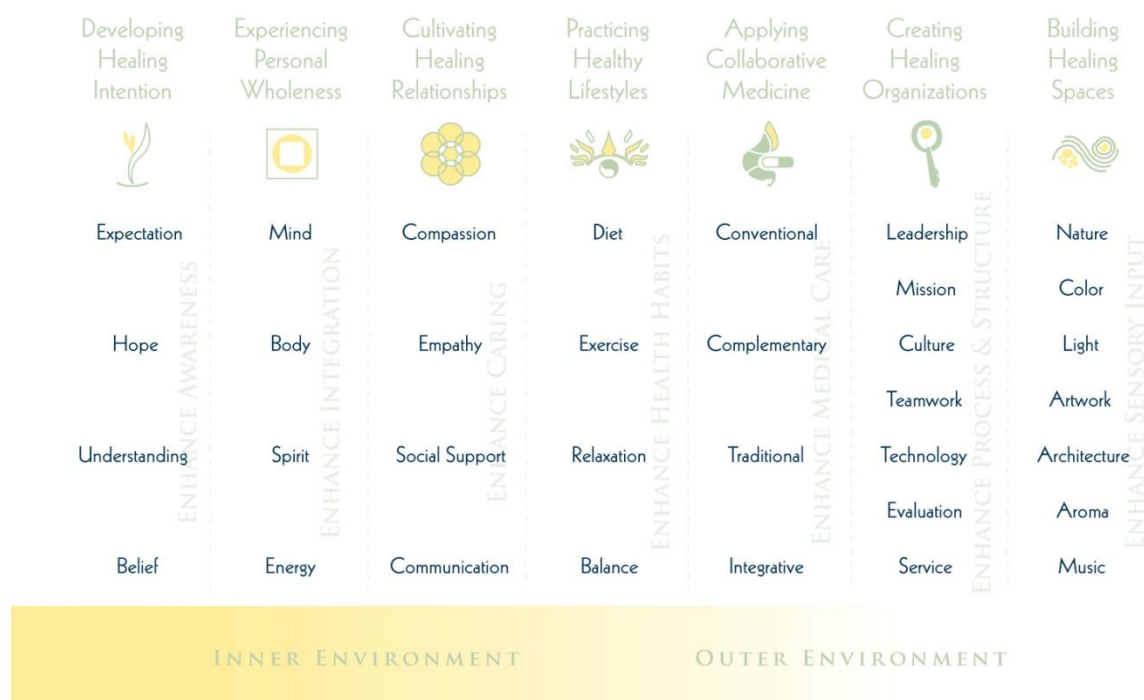 Developing
Healing
Intention
Experiencing
Personal
Wholeness
Cultivating
Healing
Relationships
Practicing
Healthy
Lifestyles
Applying
Collaborative
Medicine
Creating
Healing
Organizations
Building
Healing
Spaces
Expectation
Hope
Understanding
Belief
ENHANCE AWARENESS
Mind
Body
Spirit
Energy
ENHANCE INTEGRATION
Compassion
Empathy
Social Support
Communication
ENHANCE CARING
Diet
Exercise
Relaxation
Balance
ENHANCE HEALTH HABITS
Conventional
Complementary
Traditional
Integrative
ENHANCE MEDICAL CARE
Leadership
Mission
Culture
Teamwork
Technology
Evaluation
Service
ENHANCE PROCESS & STRUCTURE
Nature
Color
Light
Artwork
Architecture
Aroma
Music
ENHANCE SENSORY INPUT
INNER ENVIRONMENT
OUTER ENVIRONMENT